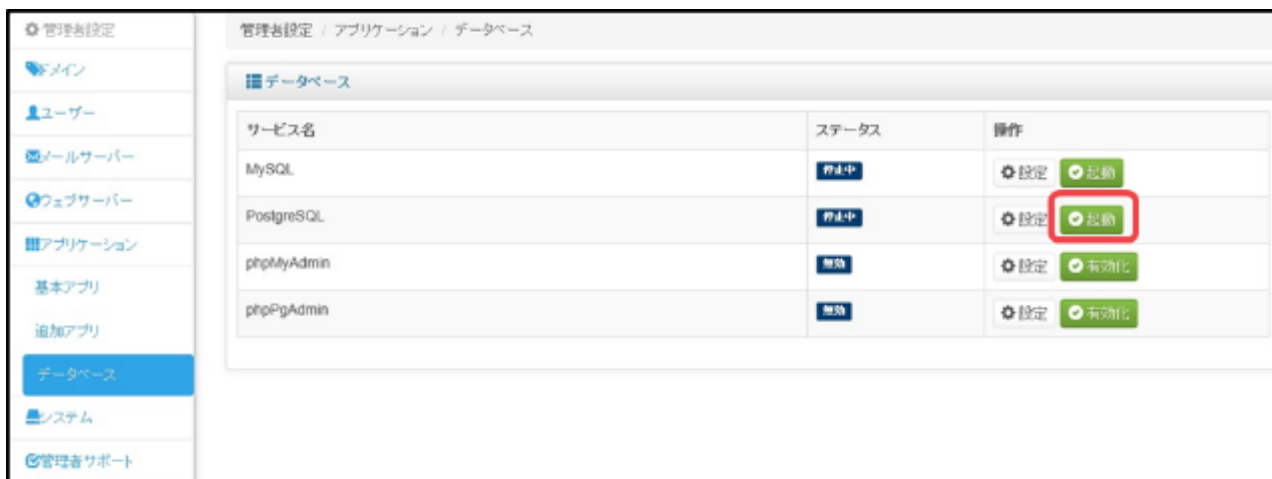 管理者設定
管理者設定 / アプリケーション / データベース
ドメイン
データベース
ユーザー
サービス名 ステータス 操作
メールサーバー
MySQL 停止中 設定 起動
ウェブサーバー
PostgreSQL 停止中 設定 起動
アプリケーション
phpMyAdmin 無効 設定 有効化
基本アプリ
phpPgAdmin 無効 設定 有効化
追加アプリ
データベース
システム
管理者サポート